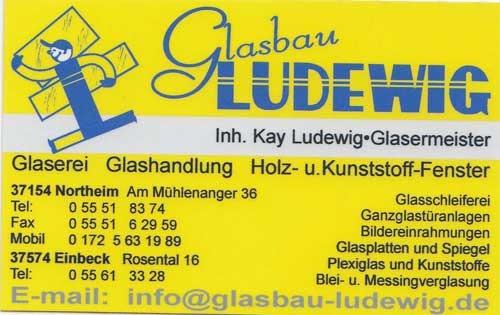 Glasbau
LUDEWIG
Inh. Kay Ludewig•Glasermeister
Glaserei Glashandlung Holz- u.Kunststoff-Fenster
37154 Northeim Am Mühlenanger 36
Tel: 0 55 51 83 74
Fax 0 55 51 6 29 59
Mobil 0 172 5 63 19 89
37574 Einbeck Rosental 16
Tel: 0 55 61 33 28
Glasschleiferei
Ganzglastüranlagen
Bildereinrahmungen
Glasplatten und Spiegel
Plexiglas und Kunststoffe
Blei- u. Messingverglasung
E-mail: info@glasbau-ludewig.de